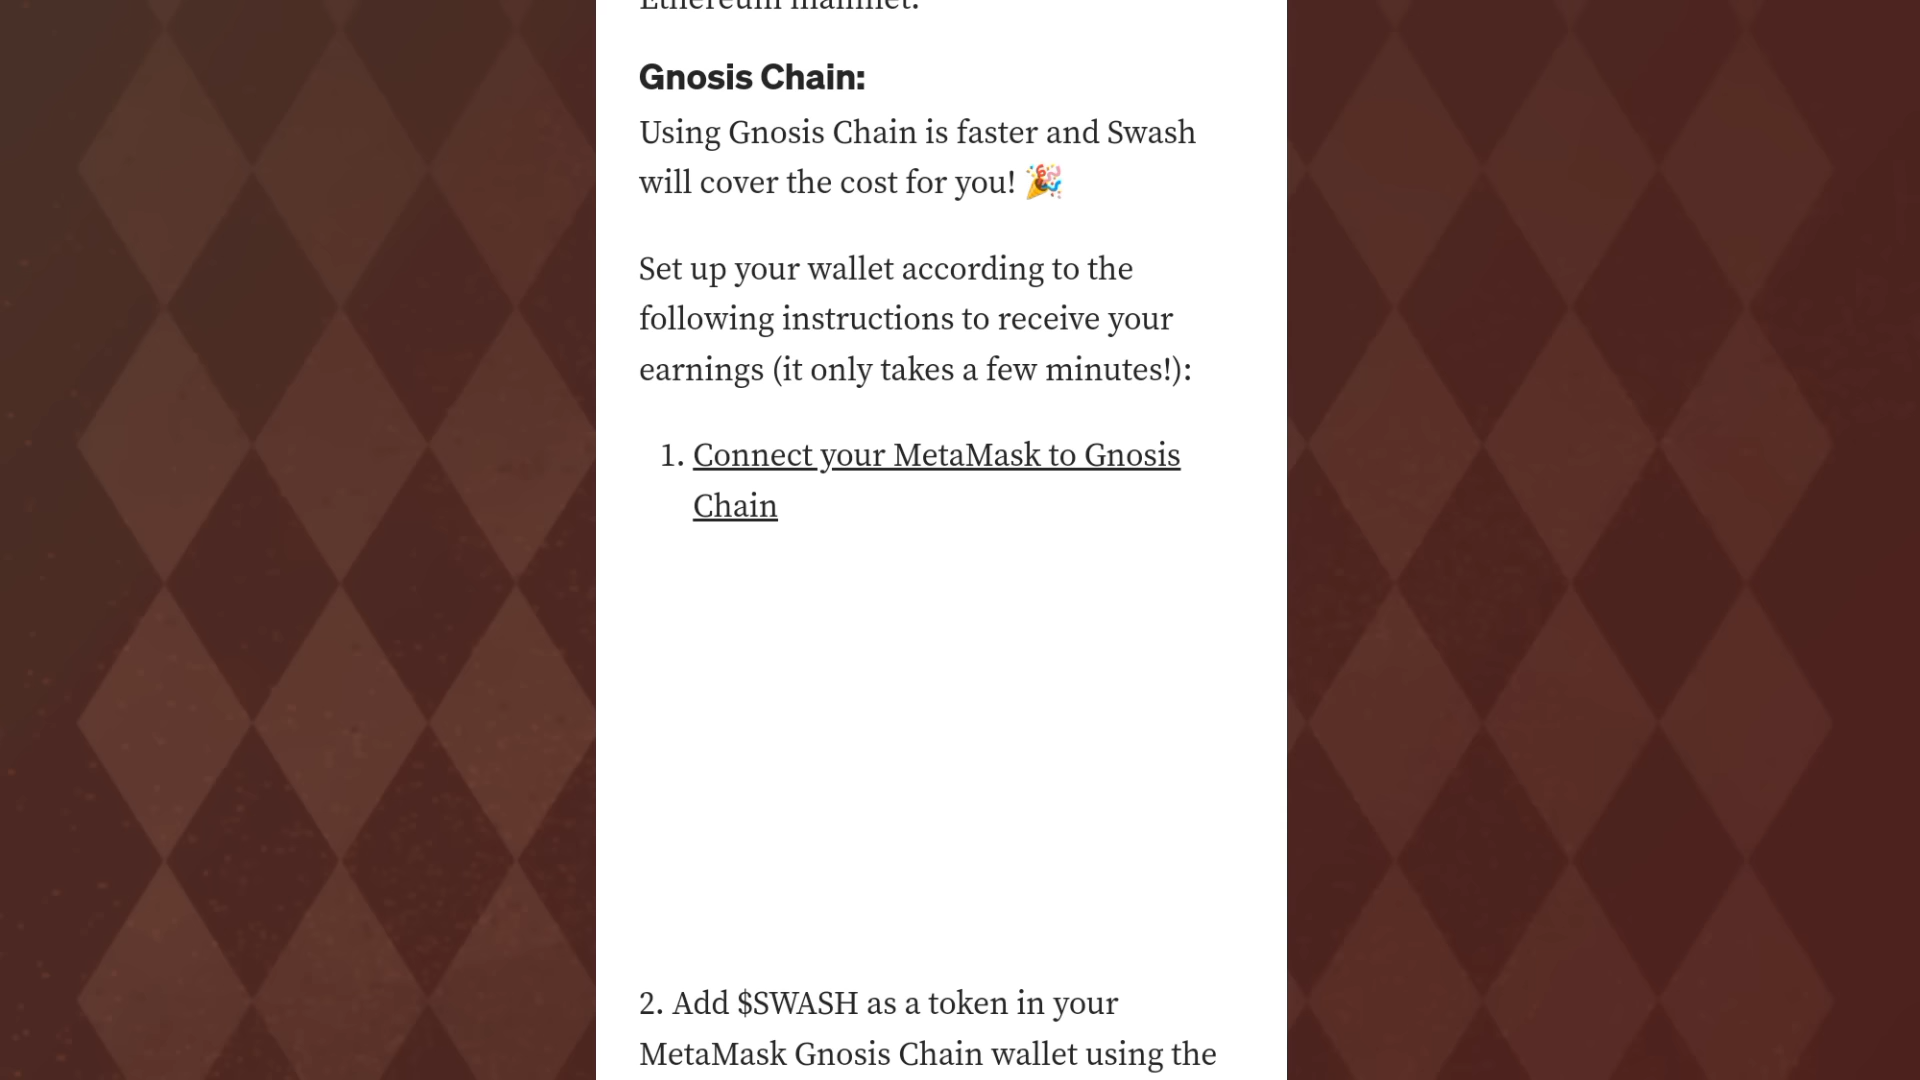 Ethereum mainnet.
Gnosis Chain:
Using Gnosis Chain is faster and Swash
will cover the cost for you! 🎉
Set up your wallet according to the
following instructions to receive your
earnings (it only takes a few minutes!):
1. Connect your MetaMask to Gnosis
Chain
2. Add $SWASH as a token in your
MetaMask Gnosis Chain wallet using the